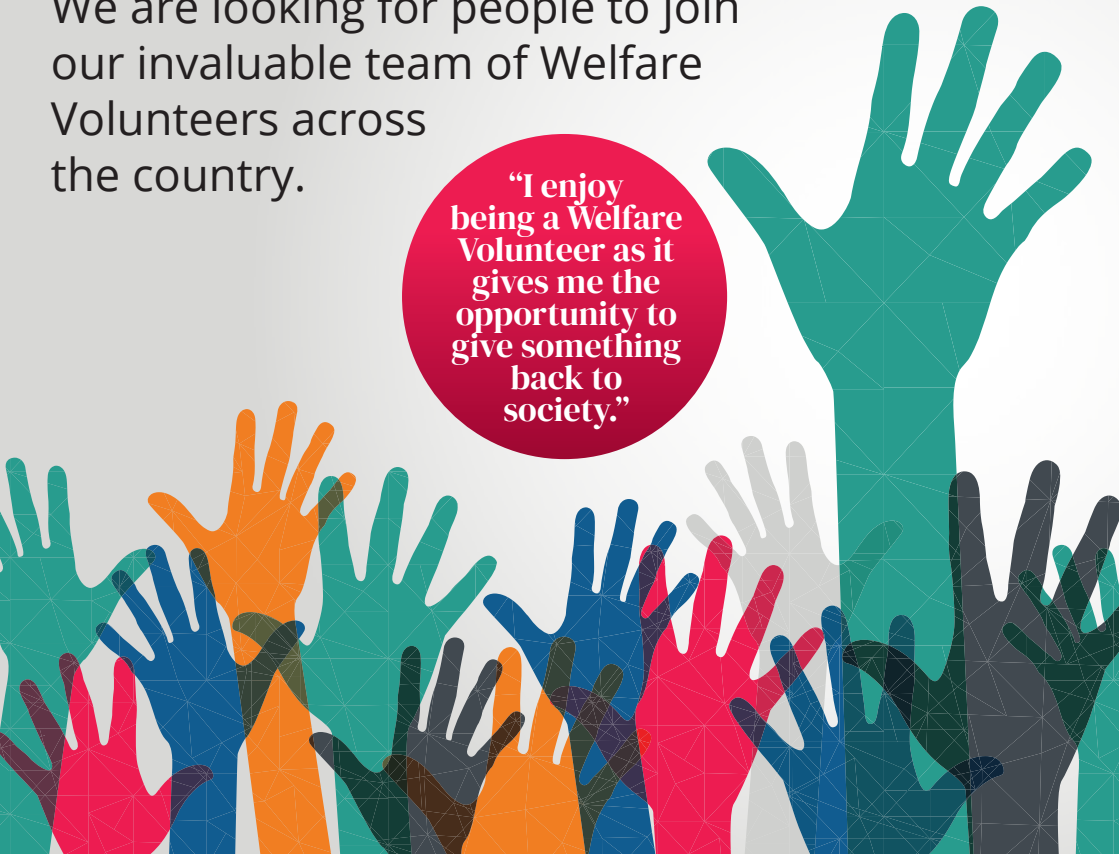 We are looking for people to join
our invaluable team of Welfare
Volunteers across
the country.
“I enjoy
being a Welfare
Volunteer as it
gives me the
opportunity to
give something
back to
society.”